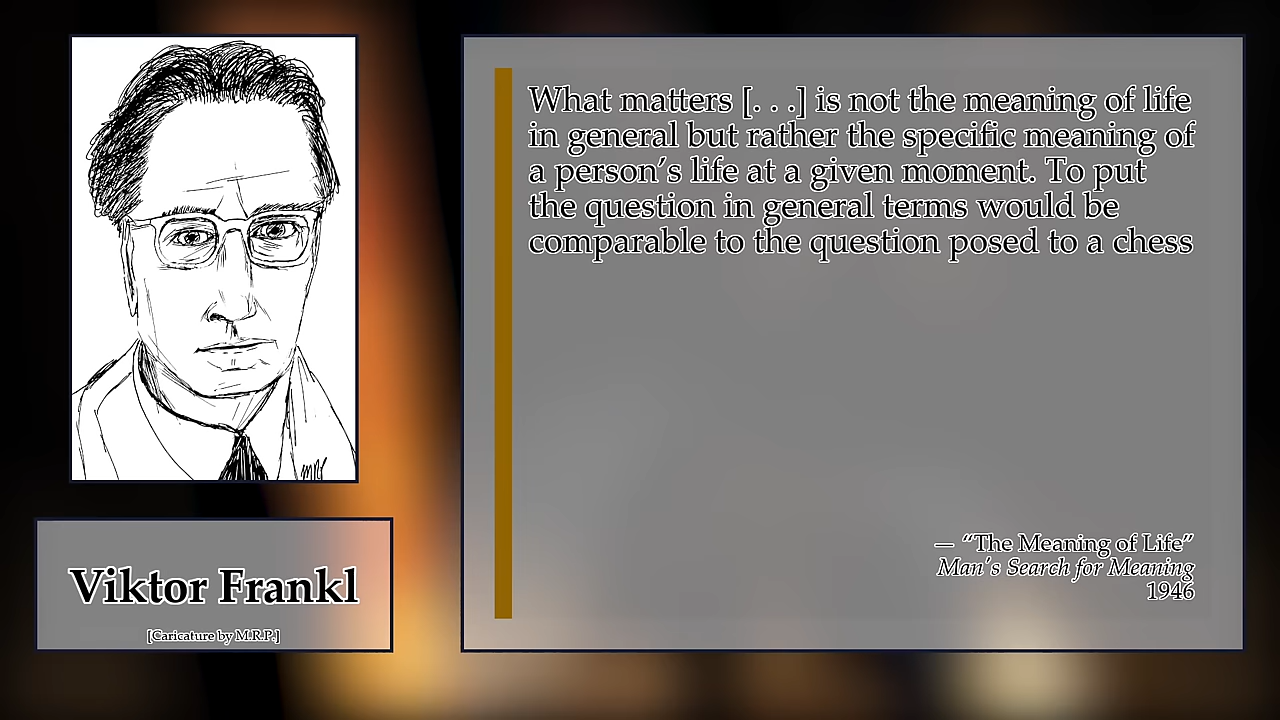 What matters [. . .] is not the meaning of life
in general but rather the specific meaning of
a person’s life at a given moment. To put
the question in general terms would be
comparable to the question posed to a chess
— “The Meaning of Life”
Man's Search for Meaning
1946
Viktor Frankl
[Caricature by M.R.P.]